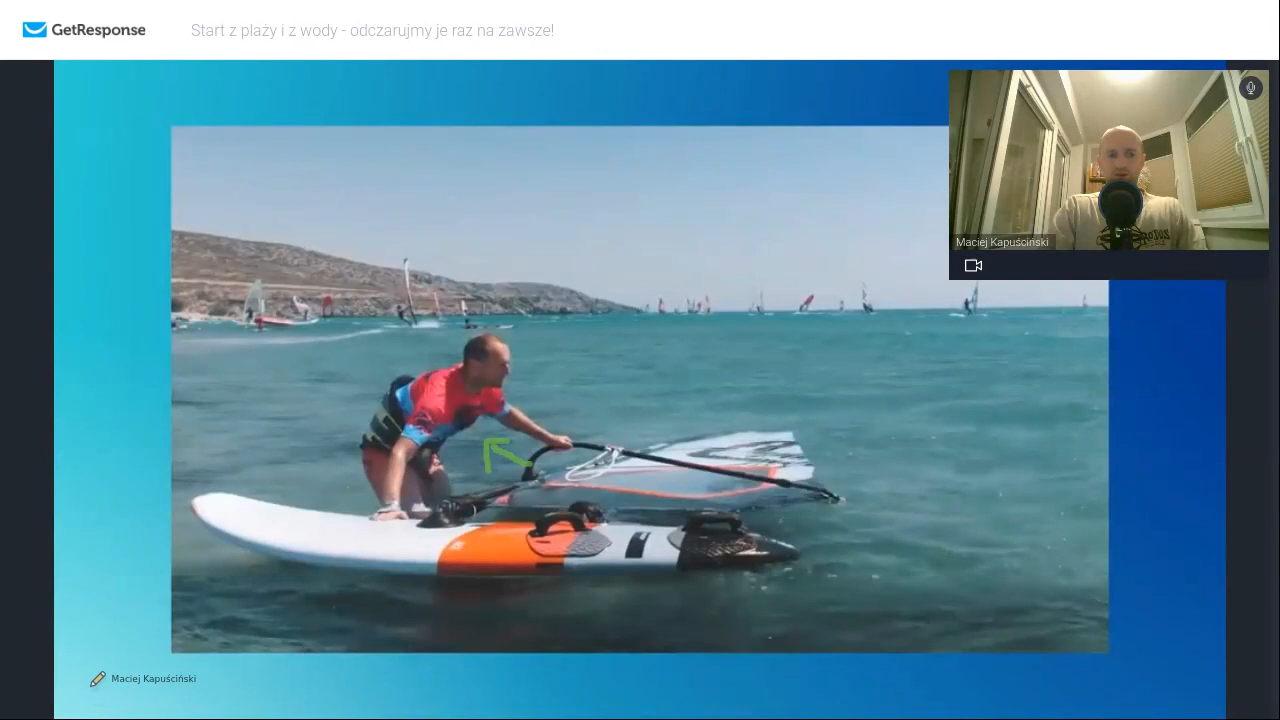 GetResponse
Start z plaży i z wody - odczarujmy je raz na zawsze!
Maciej Kapuściński
Maciej Kapuściński